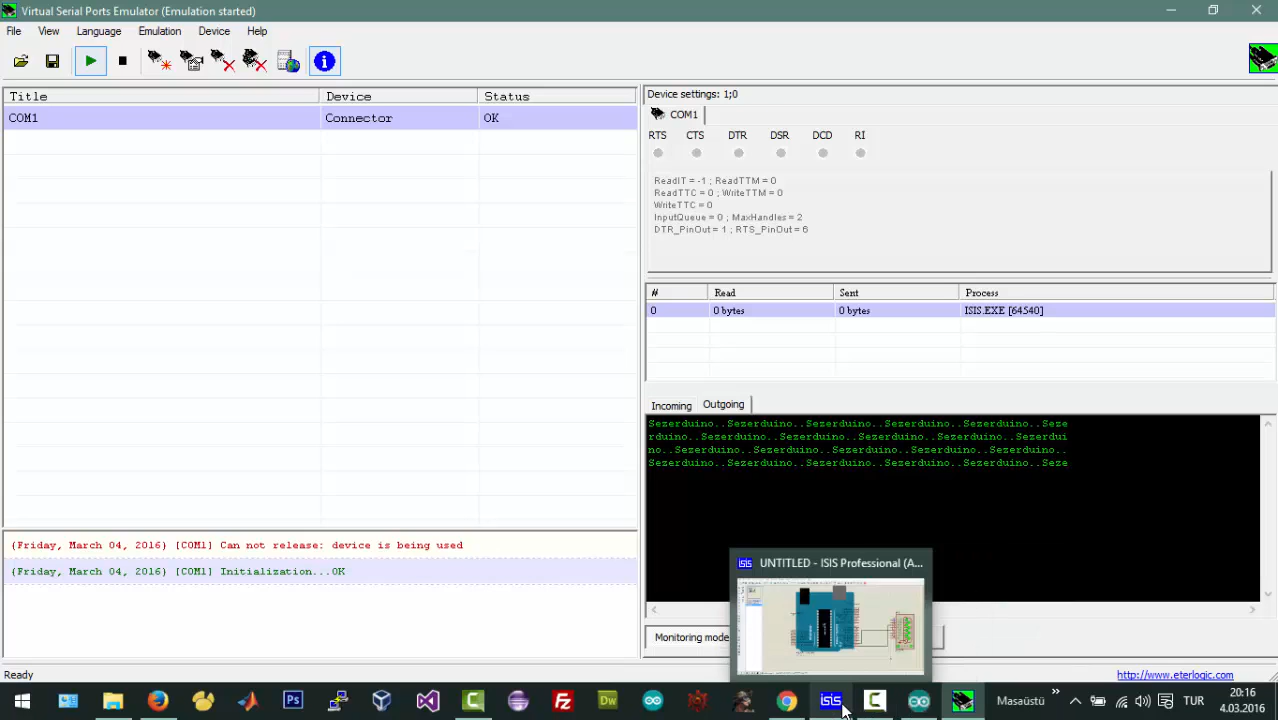 Virtual Serial Ports Emulator (Emulation started)
File View Language Emulation Device Help
Title Device Status
COM1 Connector OK
Device settings: 1;0
COM1
RTS CTS DTR DSR DCD RI
ReadIT = -1 ; ReadTTM = 0
ReadTTC = 0 ; WriteTTM = 0
WriteTTC = 0
InputQueue = 0 ; MaxHandles = 2
DTR_PinOut = 1 ; RTS_PinOut = 6
# Read Sent Process
0 0 bytes 0 bytes ISIS.EXE [64540]
Incoming Outgoing
Sezerduino..Sezerduino..Sezerduino..Sezerduino..Sezerduino..Seze
rduino..Sezerduino..Sezerduino..Sezerduino..Sezerduino..Sezerdui
no..Sezerduino..Sezerduino..Sezerduino..Sezerduino..Sezerduino..
Sezerduino..Sezerduino..Sezerduino..Sezerduino..Sezerduino..Seze
(Friday, March 04, 2016) [COM1] Can not release: device is being used
(Friday, March 04, 2016) [COM1] Initialization...OK
isis UNTITLED - ISIS Professional (A...
Monitoring mode
Ready
http://www.eterlogic.com
Ps Fz Dw isis Masaüstü TUR
20:16
4.03.2016